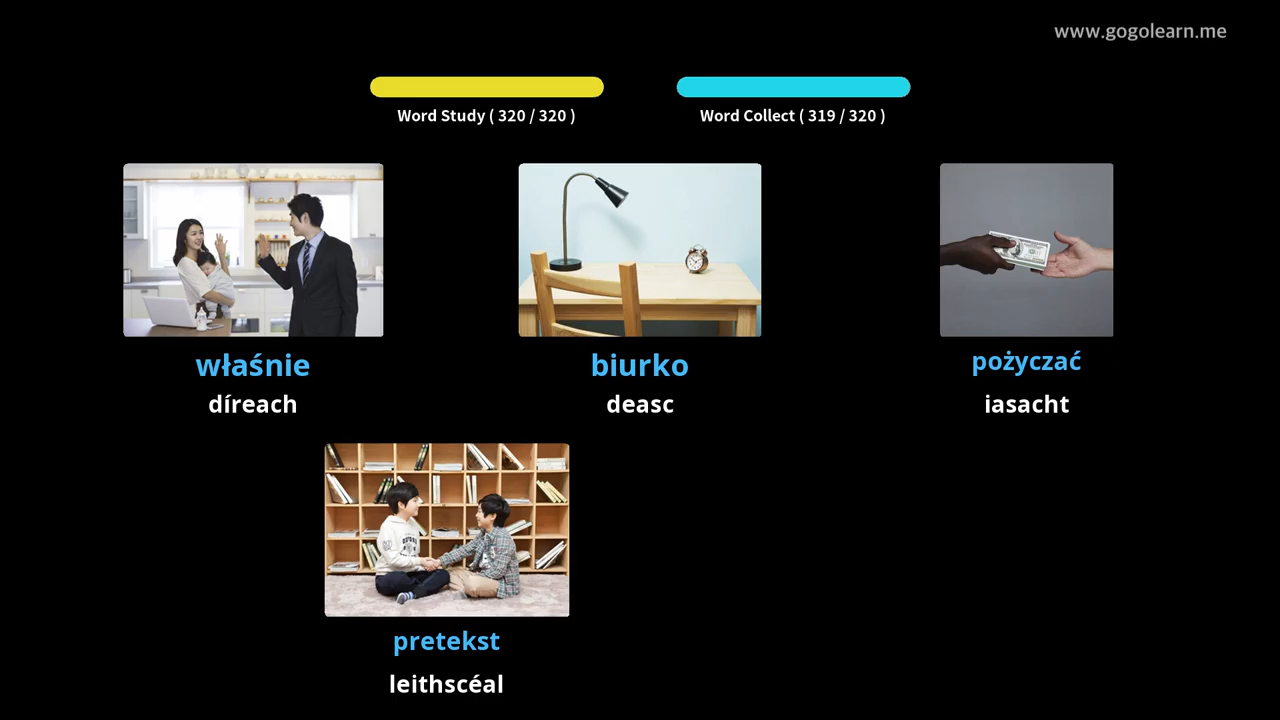 www.gogolearn.me
Word Study ( 320 / 320 )
Word Collect ( 319 / 320 )
właśnie
díreach
biurko
deasc
pożyczać
iasacht
pretekst
leithscéal